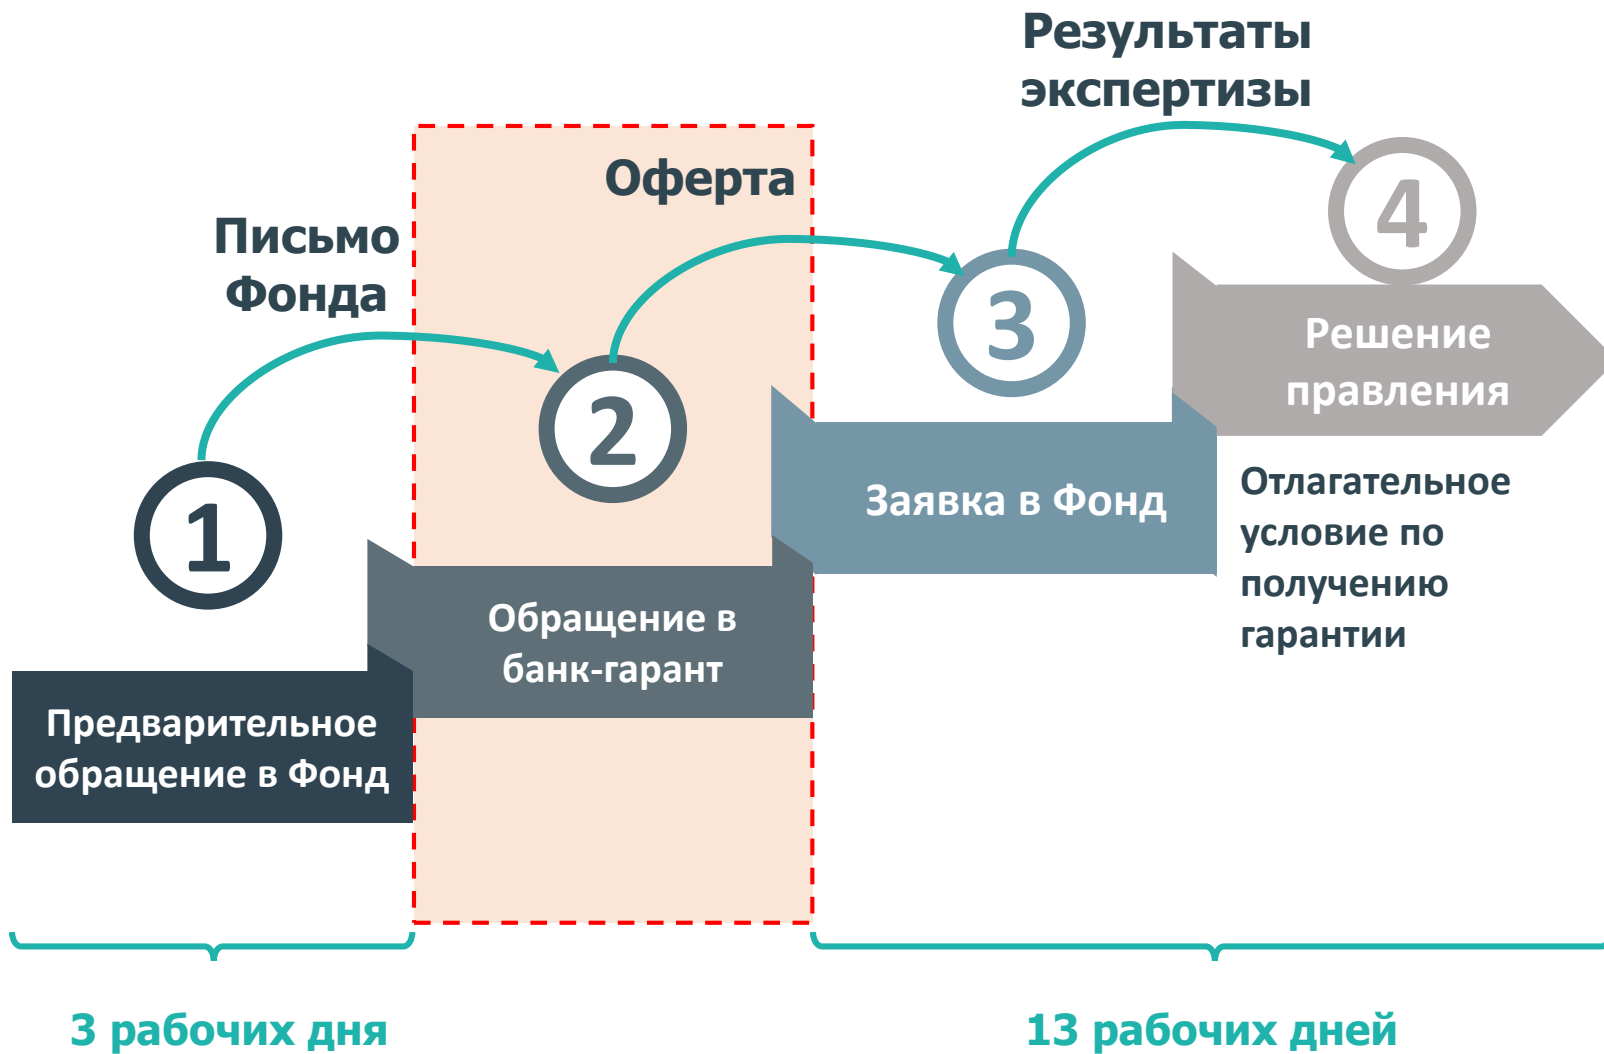 Результаты
экспертизы
Оферта
Письмо
Фонда
1
2
3
4
Предварительное
обращение в Фонд
Обращение в
банк-гарант
Заявка в Фонд
Решение
правления
Отлагательное
условие по
получению
гарантии
3 рабочих дня
13 рабочих дней